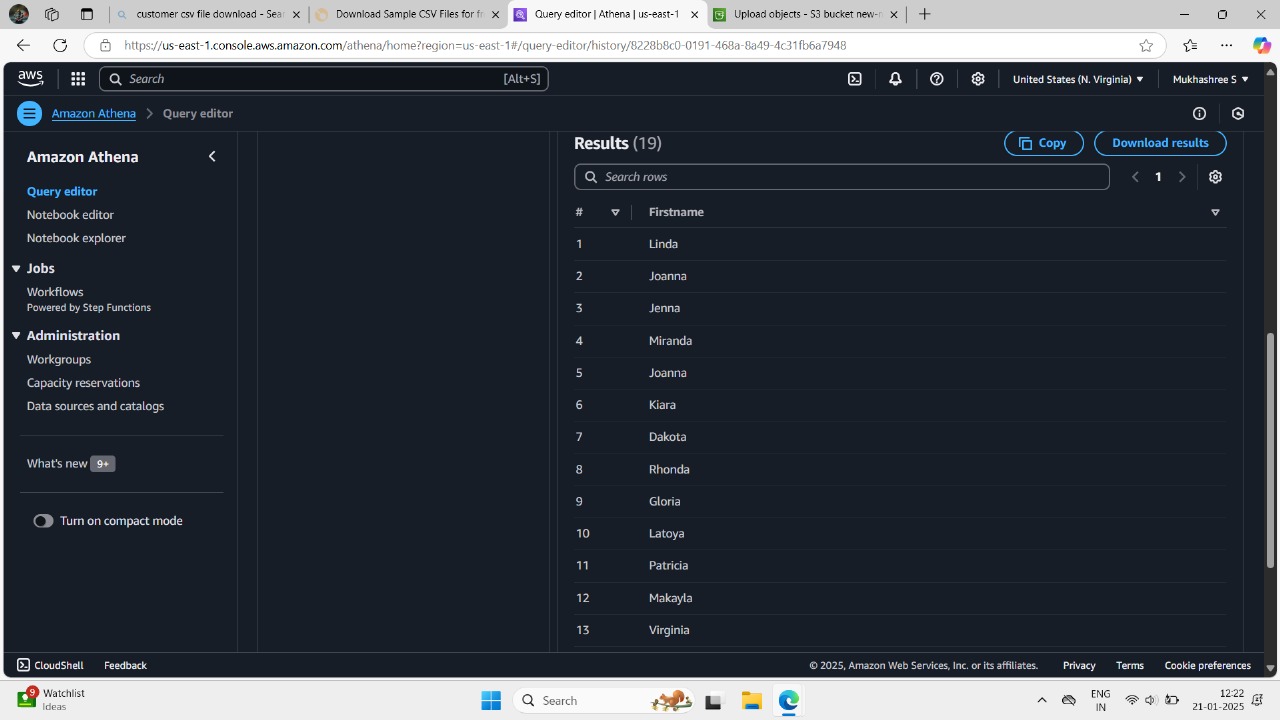 customer csv file download - Sear
Download Sample CSV Files for fr
Query editor | Athena | us-east-1
Upload objects - S3 bucket new-r
https://us-east-1.console.aws.amazon.com/athena/home?region=us-east-1#/query-editor/history/8228b8c0-0191-468a-8a49-4c31fl-6a7948
aws
Search
[Alt+S]
United States (N. Virginia)
Mukhashree S
Amazon Athena
Query editor
Amazon Athena
Query editor
Notebook editor
Notebook explorer
Jobs
Workflows
Powered by Step Functions
Administration
Workgroups
Capacity reservations
Data sources and catalogs
What's new 9+
Turn on compact mode
Results (19)
Copy
Download results
Search rows
1
# Firstname
1 Linda
2 Joanna
3 Jenna
4 Miranda
5 Joanna
6 Kiara
7 Dakota
8 Rhonda
9 Gloria
10 Latoya
11 Patricia
12 Makayla
13 Virginia
CloudShell
Feedback
© 2025, Amazon Web Services, Inc. or its affiliates.
Privacy
Terms
Cookie preferences
9
Watchlist
Ideas
Search
ENG
IN
12:22
21-01-2025